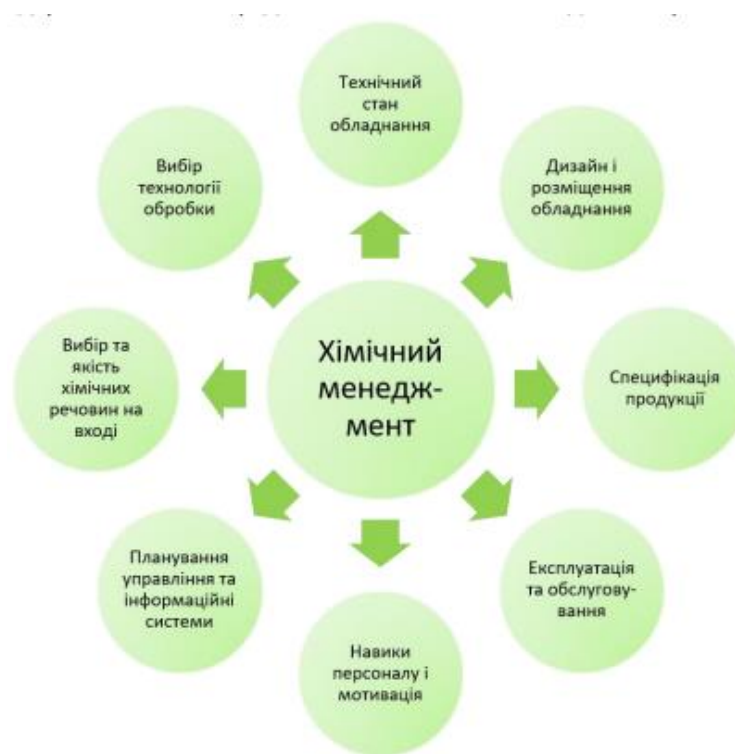 Технічний
стан
обладнання
Дизайн і
розміщення
обладнання
Специфікація
продукції
Експлуатація
та обслугову-
вання
Навики
персоналу і
мотивація
Планування
управління та
інформаційні
системи
Вибір та
якість
хімічних
речовин на
вході
Вибір
технології
обробки
Хімічний
менедж-
мент